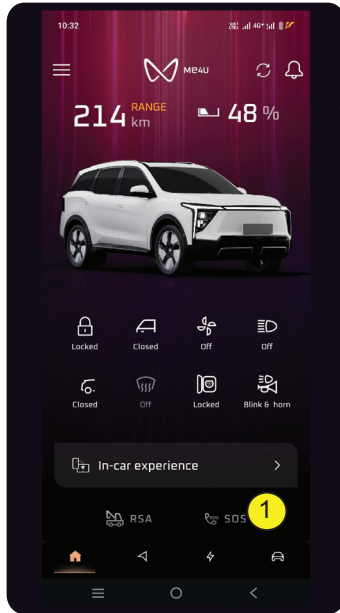 10:32
4G+
ME4U
214 RANGE km
48 %
Locked Closed Off Off
Closed Off Locked Blink & horn
In-car experience
RSA SOS 1